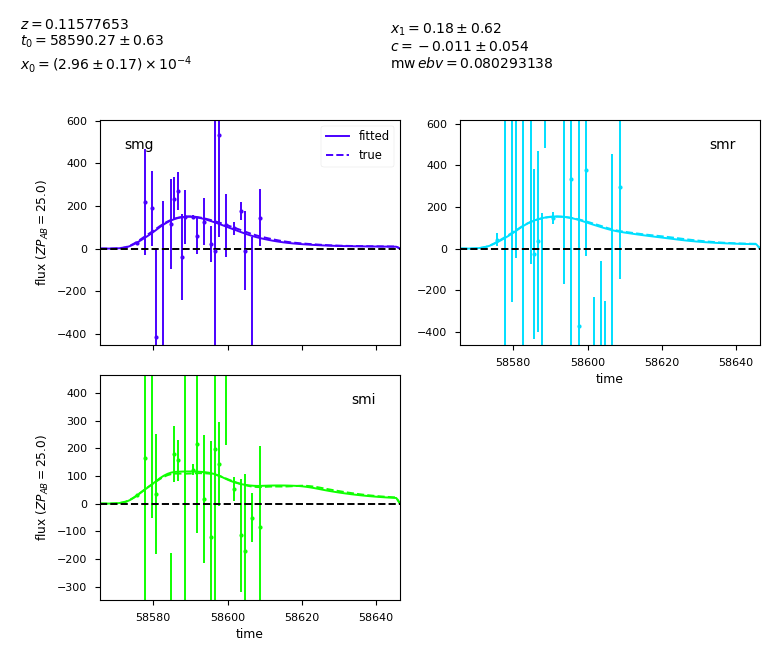 z = 0.11577653
t0 = 58590.27 ± 0.63
x0 = (2.96 ± 0.17) × 10^−4
x1 = 0.18 ± 0.62
c = −0.011 ± 0.054
mw ebv = 0.080293138
smg
fitted
true
600
400
200
0
−200
−400
flux (ZP_AB = 25.0)
smr
600
400
200
0
−200
−400
58580 58600 58620 58640
time
smi
400
300
200
100
0
−100
−200
−300
flux (ZP_AB = 25.0)
58580 58600 58620 58640
time